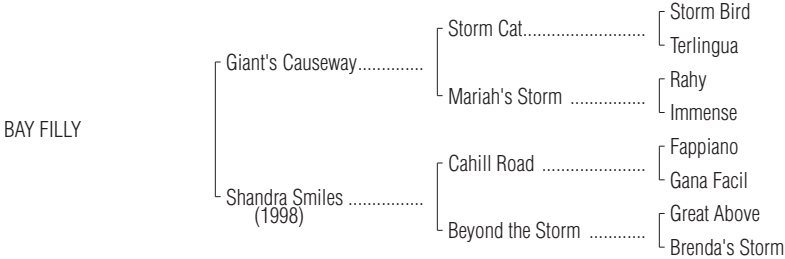 Storm Bird
Storm Cat..........................
Terlingua
Giant's Causeway..............
Rahy
Mariah's Storm ................
Immense
BAY FILLY
Fappiano
Cahill Road ......................
Gana Facil
Shandra Smiles ................
(1998)
Great Above
Beyond the Storm ............
Brenda's Storm